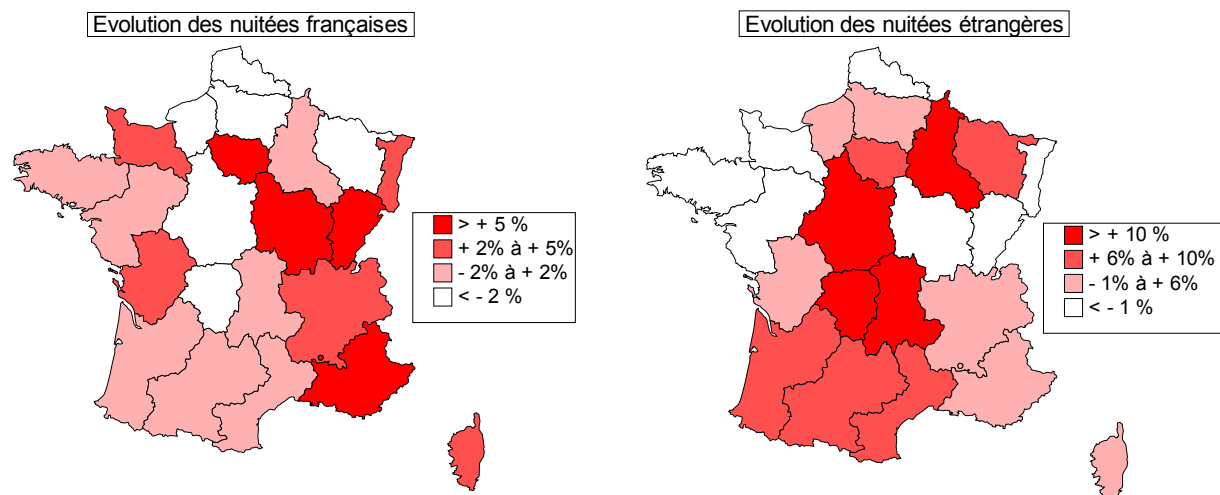 Evolution des nuitées françaises
> + 5 %
+ 2% à + 5%
- 2% à + 2%
< - 2 %
Evolution des nuitées étrangères
> + 10 %
+ 6% à + 10%
- 1% à + 6%
< - 1 %